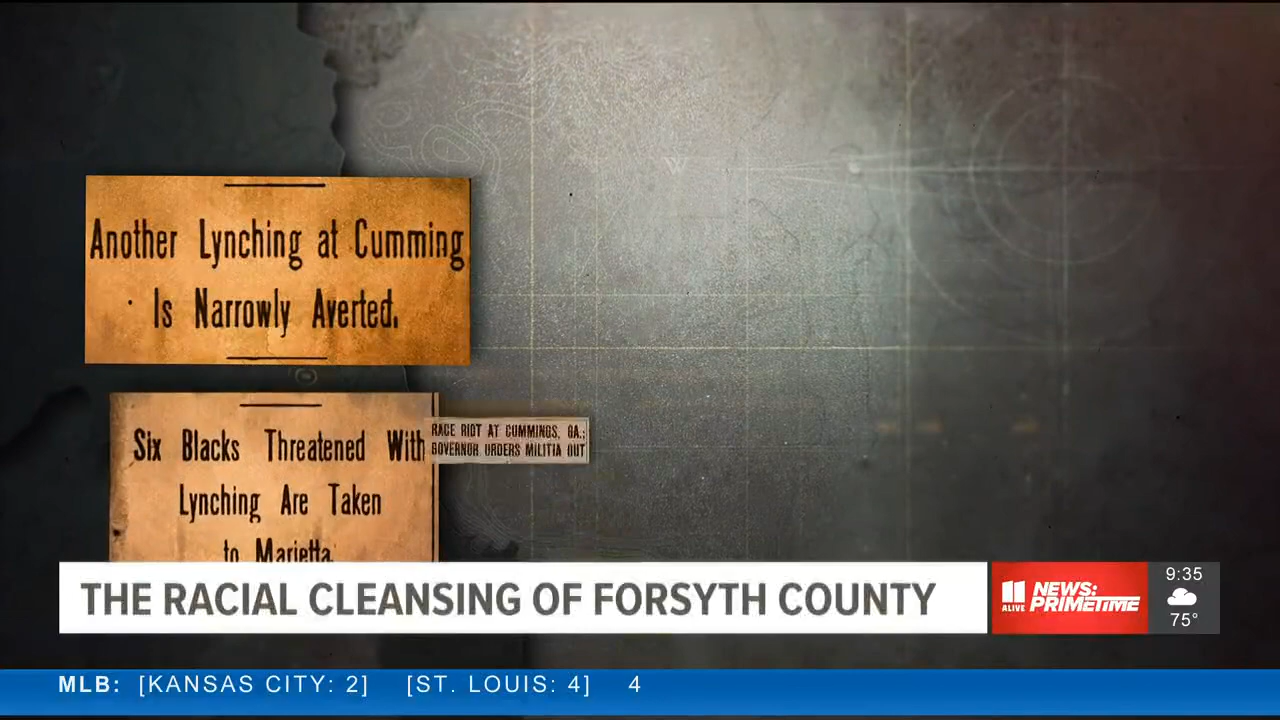 Another Lynching at Cumming
Is Narrowly Averted.
Six Blacks Threatened With
Lynching Are Taken
to Marietta.
RACE RIOT AT CUMMINGS, GA.;
GOVERNOR ORDERS MILITIA OUT
THE RACIAL CLEANSING OF FORSYTH COUNTY
11
ALIVE
NEWS:
PRIMETIME
9:35
75°
MLB: [KANSAS CITY: 2] [ST. LOUIS: 4] 4